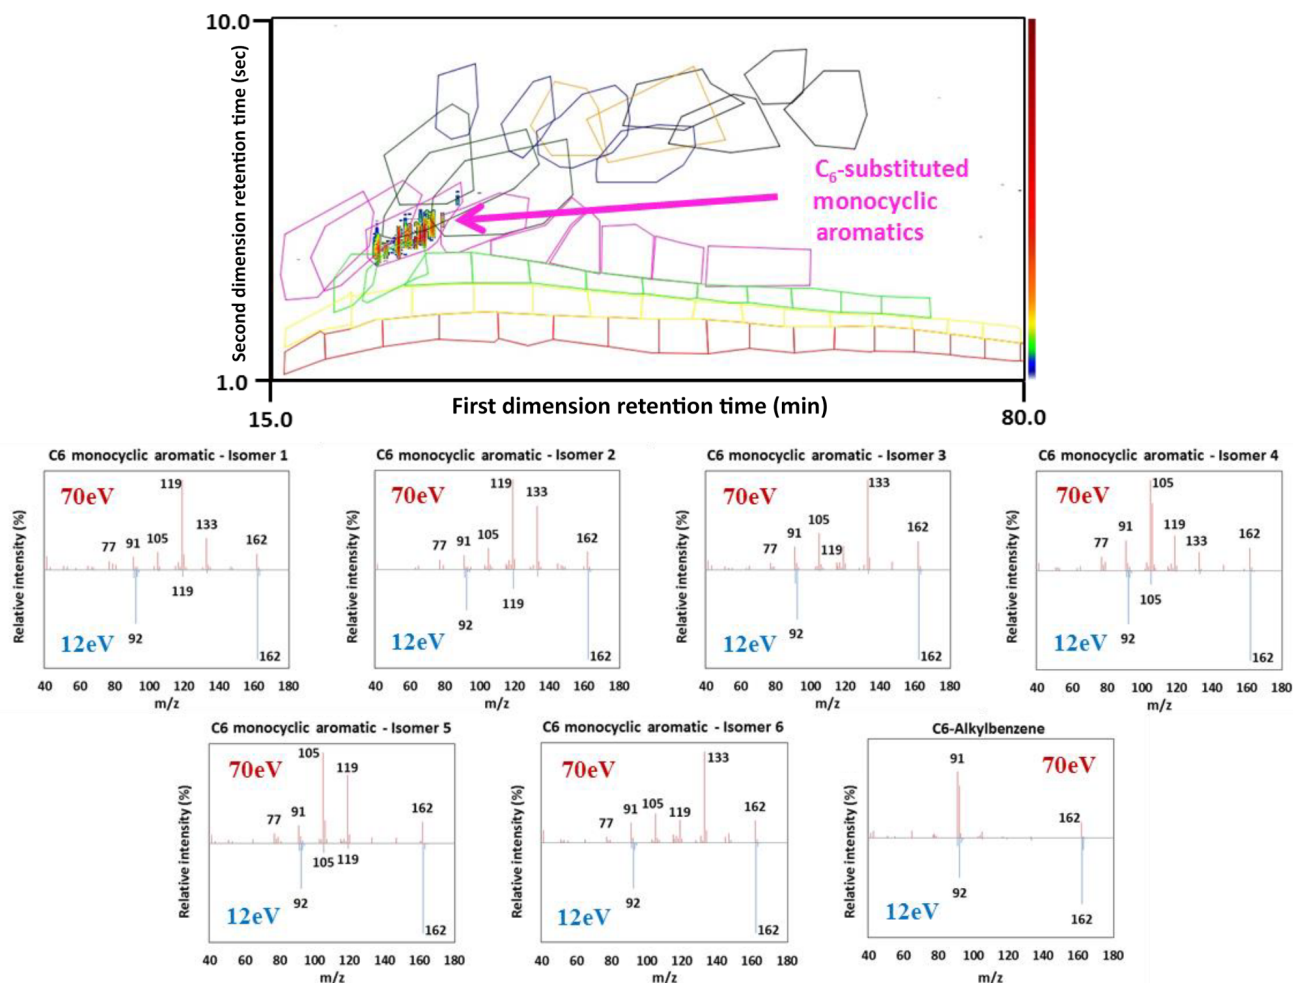 10.0
Second dimension retention time (sec)
C6-substituted
monocyclic
aromatics
1.0
15.0
First dimension retention time (min)
80.0
C6 monocyclic aromatic - Isomer 1
70eV
119
133
162
105
91
77
119
92
12eV
162
Relative intensity (%)
40 60 80 100 120 140 160 180
m/z
C6 monocyclic aromatic - Isomer 2
70eV
119
133
162
105
91
77
119
92
12eV
162
Relative intensity (%)
40 60 80 100 120 140 160 180
m/z
C6 monocyclic aromatic - Isomer 3
70eV
133
105
162
91
77
119
92
12eV
162
Relative intensity (%)
40 60 80 100 120 140 160 180
m/z
C6 monocyclic aromatic - Isomer 4
70eV
105
91
119
133
162
77
105
92
12eV
162
Relative intensity (%)
40 60 80 100 120 140 160 180
m/z
C6 monocyclic aromatic - Isomer 5
70eV
105
119
162
91
77
105 119
92
12eV
162
Relative intensity (%)
40 60 80 100 120 140 160 180
m/z
C6 monocyclic aromatic - Isomer 6
70eV
133
162
91 105
119
77
92
12eV
162
Relative intensity (%)
40 60 80 100 120 140 160 180
m/z
C6-Alkylbenzene
91
70eV
162
92
12eV
162
Relative intensity (%)
40 60 80 100 120 140 160 180
m/z